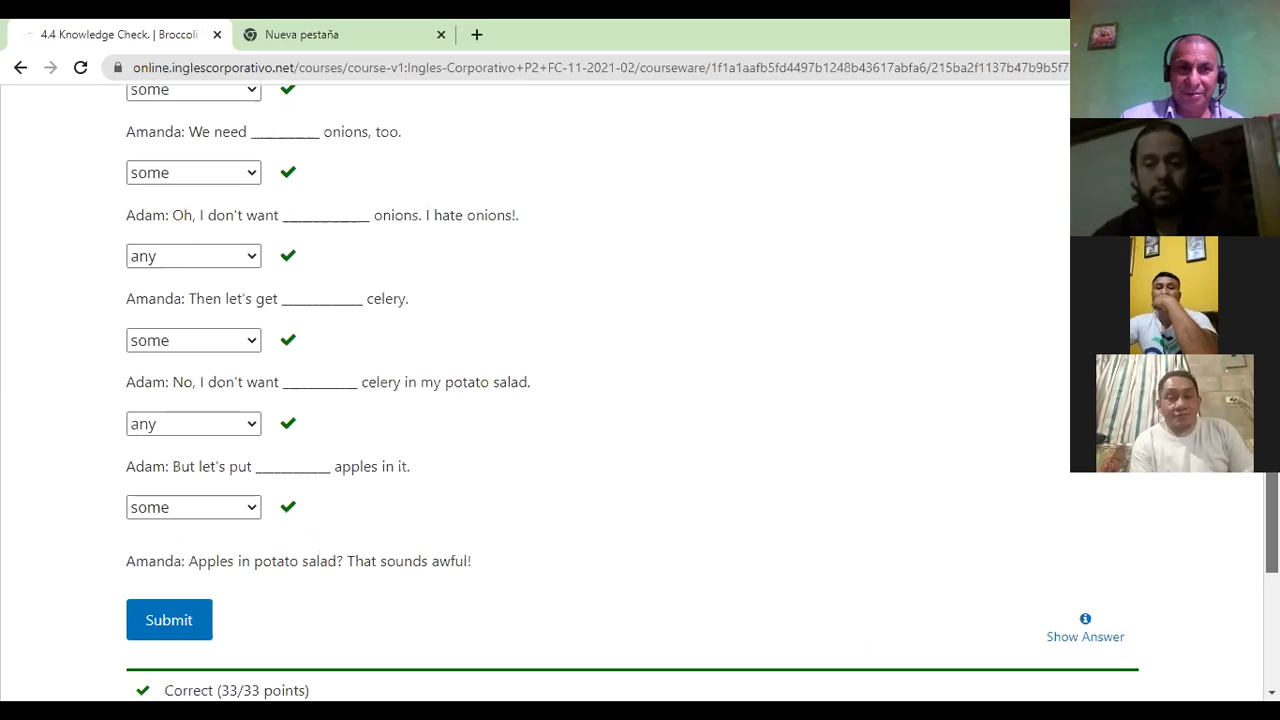 4.4 Knowledge Check. | Broccoli
Nueva pestaña
online.inglescorporativo.net/courses/course-v1:Ingles-Corporativo+P2+FC-11-2021-02/courseware/1f1a1aafb5fd4497b1248b43617abfa6/215ba2f1137b47b9b5f7
some
Amanda: We need __________ onions, too.
some
Adam: Oh, I don't want _____________ onions. I hate onions!.
any
Amanda: Then let's get ____________ celery.
some
Adam: No, I don't want ___________ celery in my potato salad.
any
Adam: But let's put ___________ apples in it.
some
Amanda: Apples in potato salad? That sounds awful!
Submit
Show Answer
Correct (33/33 points)